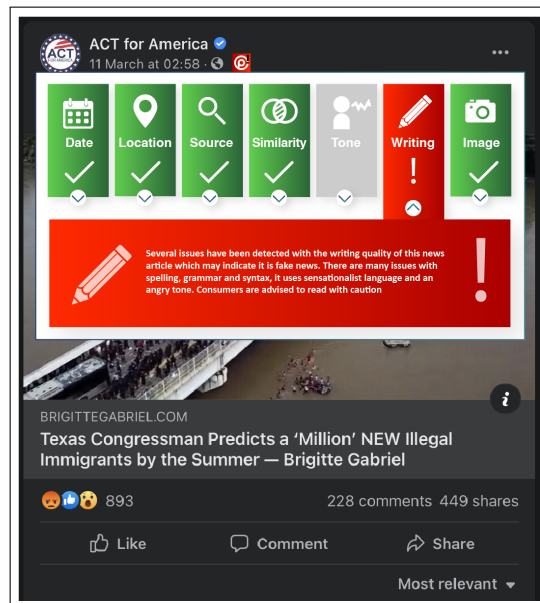 ACT for America
11 March at 02:58 ·
ACT
FOR AMERICA
Date
Location
Source
Similarity
Tone
Writing
Image
Several issues have been detected with the writing quality of this news
article which may indicate it is fake news. There are many issues with
spelling, grammar and syntax, it uses sensationalist language and an
angry tone. Consumers are advised to read with caution
BRIGITTEGABRIEL.COM
Texas Congressman Predicts a ‘Million’ NEW Illegal
Immigrants by the Summer — Brigitte Gabriel
893
228 comments 449 shares
Like
Comment
Share
Most relevant